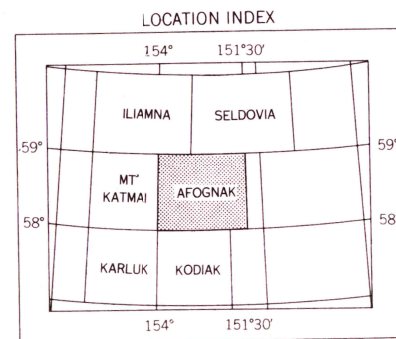 LOCATION INDEX
154° 151°30′
ILIAMNA SELDOVIA
59° 59°
MT.
KATMAI AFOGNAK
58° 58°
KARLUK KODIAK
154° 151°30′